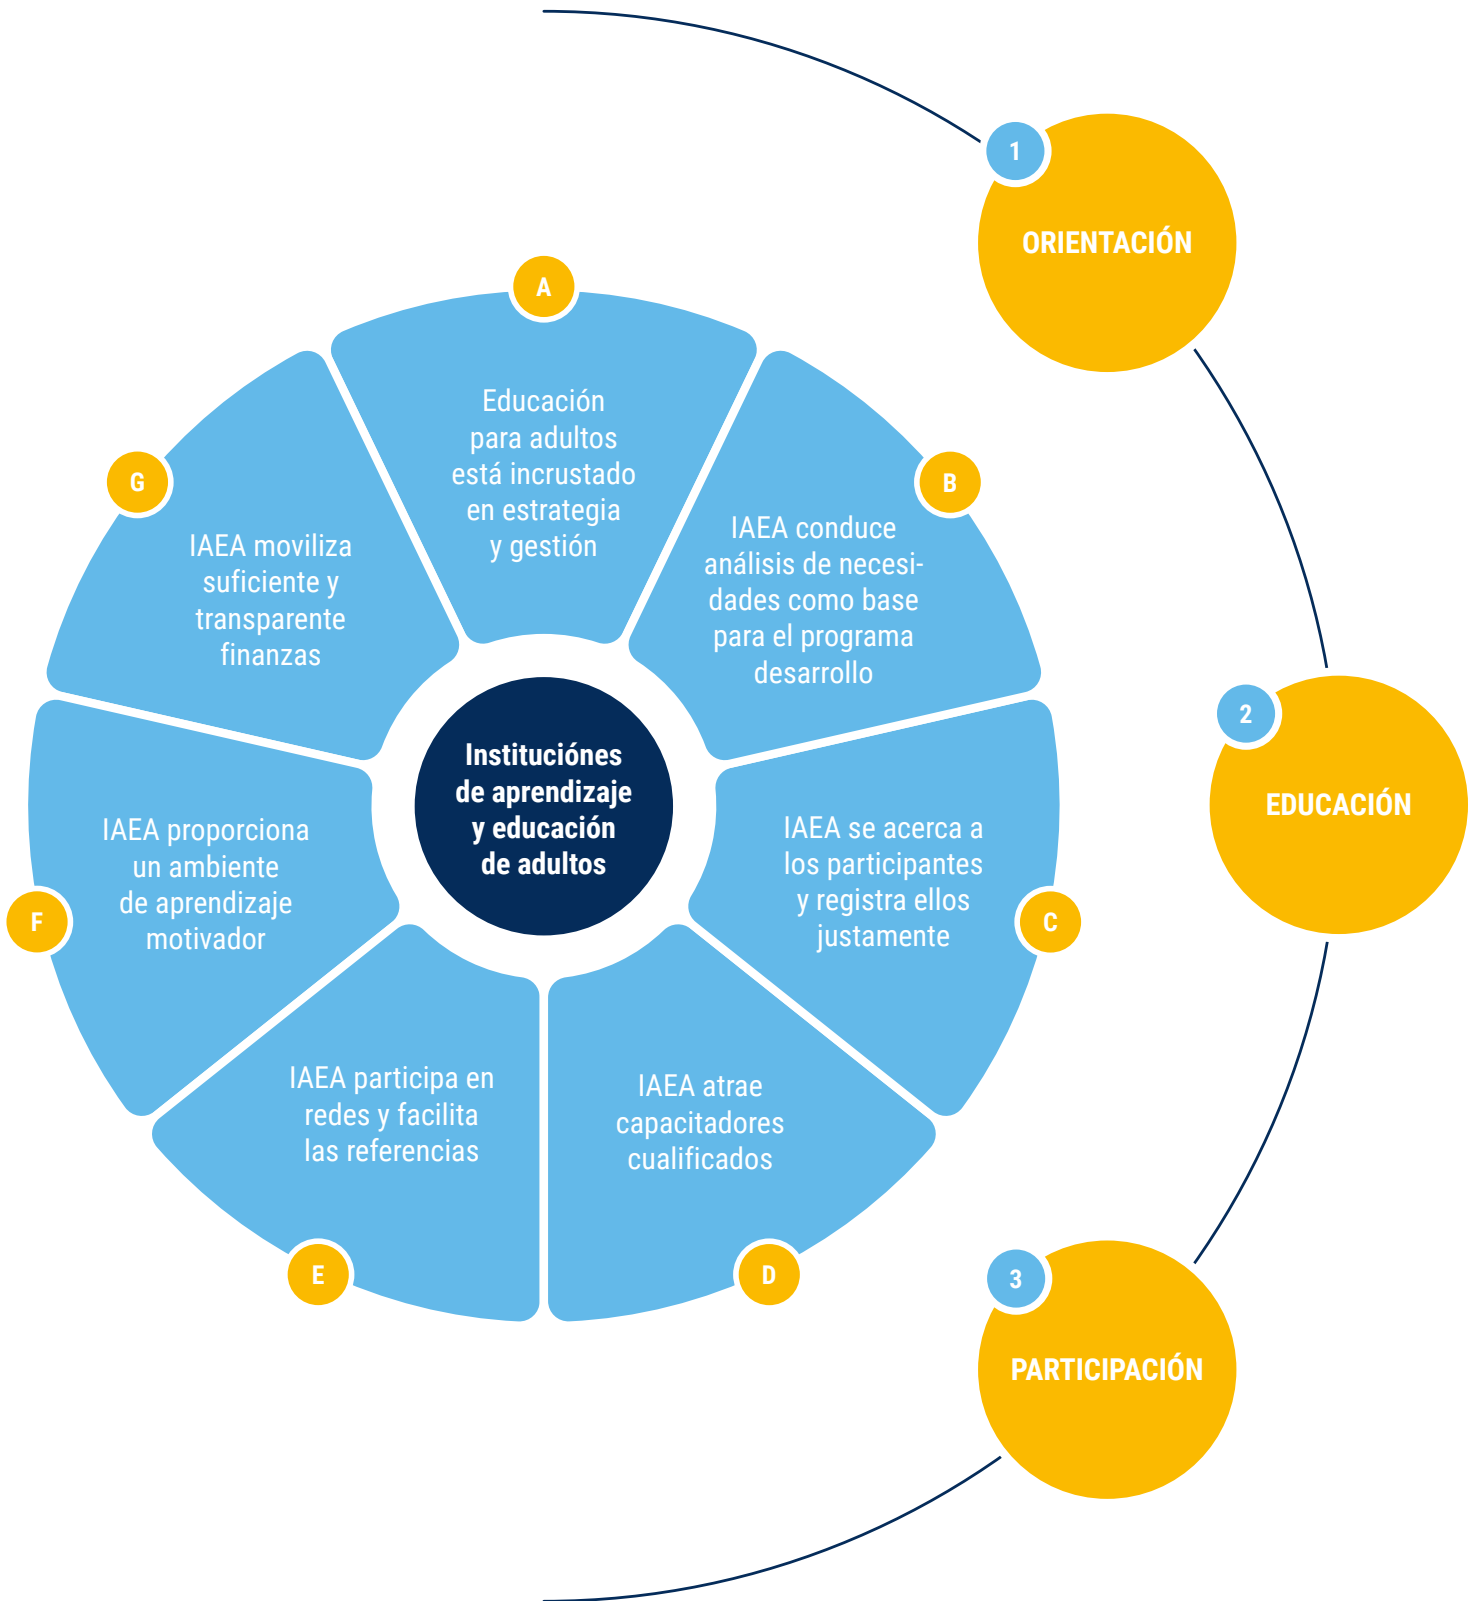 1
ORIENTACIÓN
A
Educación
para adultos
está incrustado
en estrategia
y gestión
B
IAEA conduce
análisis de necesi-
dades como base
para el programa
desarrollo
G
IAEA moviliza
suficiente y
transparente
finanzas
2
EDUCACIÓN
Instituciónes
de aprendizaje
y educación
de adultos
IAEA se acerca a
los participantes
y registra ellos
justamente
C
IAEA proporciona
un ambiente
de aprendizaje
motivador
F
IAEA participa en
redes y facilita
las referencias
E
IAEA atrae
capacitadores
cualificados
D
3
PARTICIPACIÓN